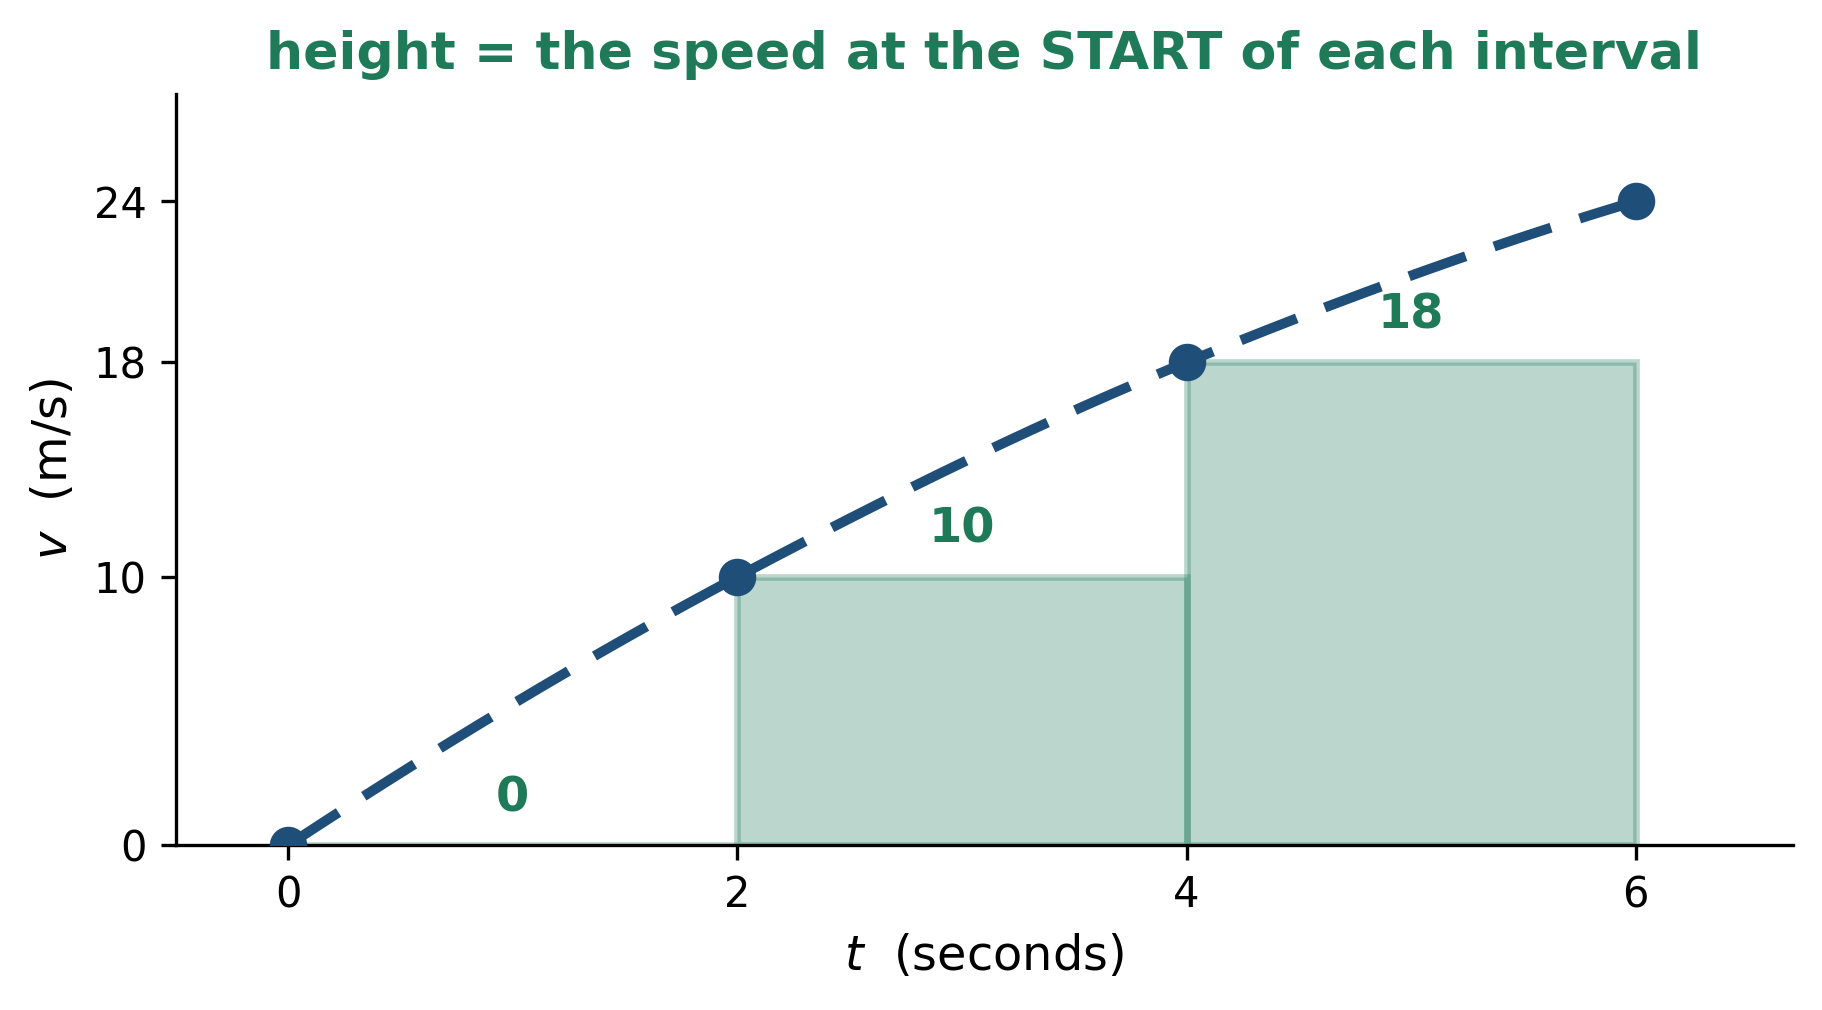 height = the speed at the START of each interval
24
18
10
0
v (m/s)
18
10
0
0 2 4 6
t (seconds)